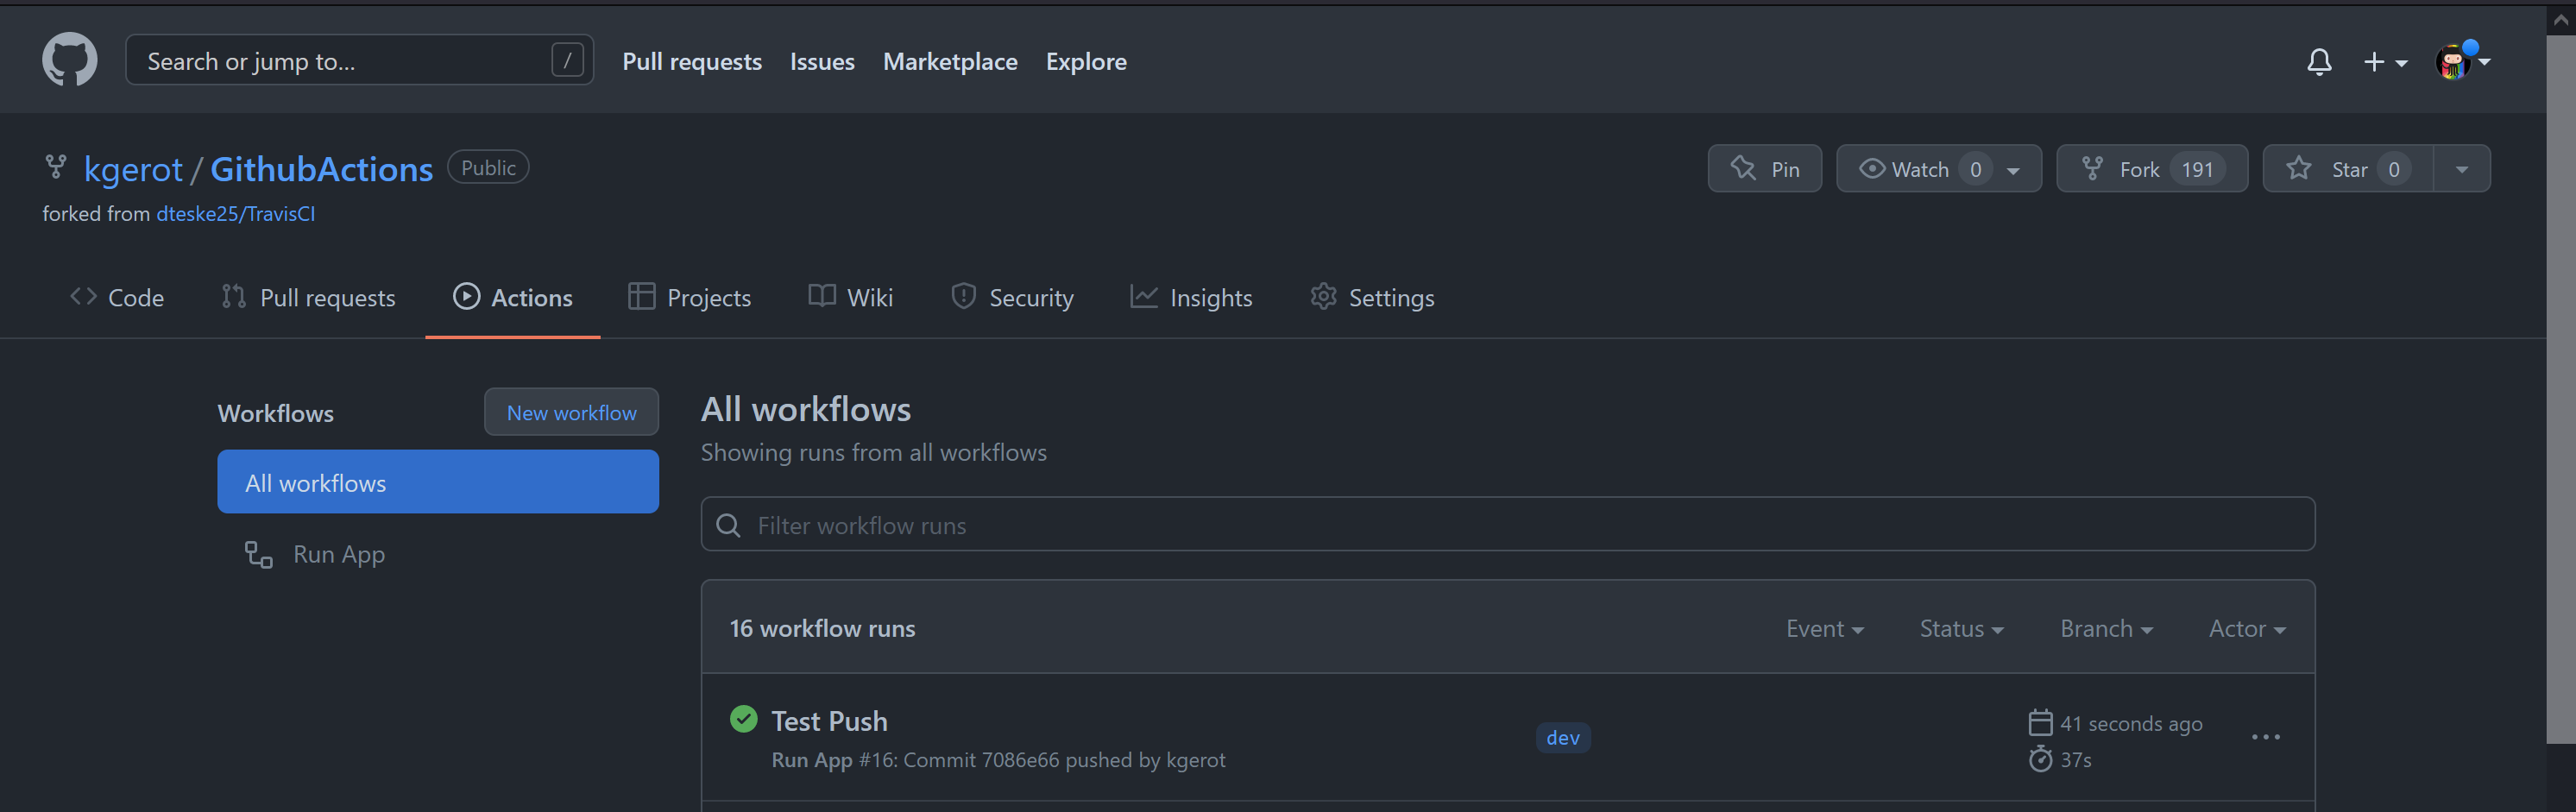 Search or jump to... /
Pull requests Issues Marketplace Explore
kgerot / GithubActions Public
Pin Watch 0 Fork 191 Star 0
forked from dteske25/TravisCI
Code Pull requests Actions Projects Wiki Security Insights Settings
Workflows New workflow
All workflows
Run App
All workflows
Showing runs from all workflows
Filter workflow runs
16 workflow runs Event Status Branch Actor
Test Push
Run App #16: Commit 7086e66 pushed by kgerot
dev
41 seconds ago
37s